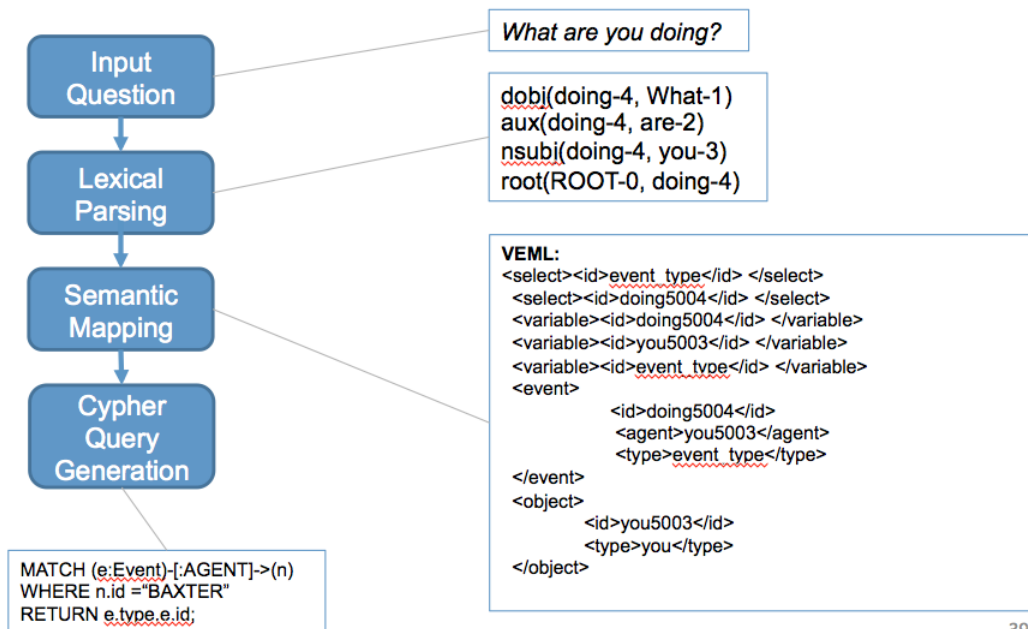 Input
Question
What are you doing?
Lexical
Parsing
dobj(doing-4, What-1)
aux(doing-4, are-2)
nsubj(doing-4, you-3)
root(ROOT-0, doing-4)
Semantic
Mapping
VEML:
<select><id>event_type</id> </select>
<select><id>doing5004</id> </select>
<variable><id>doing5004</id> </variable>
<variable><id>you5003</id> </variable>
<variable><id>event_type</id> </variable>
<event>
<id>doing5004</id>
<agent>you5003</agent>
<type>event_type</type>
</event>
<object>
<id>you5003</id>
<type>you</type>
</object>
Cypher
Query
Generation
MATCH (e:Event)-[:AGENT]->(n)
WHERE n.id =“BAXTER"
RETURN e.type,e.id;